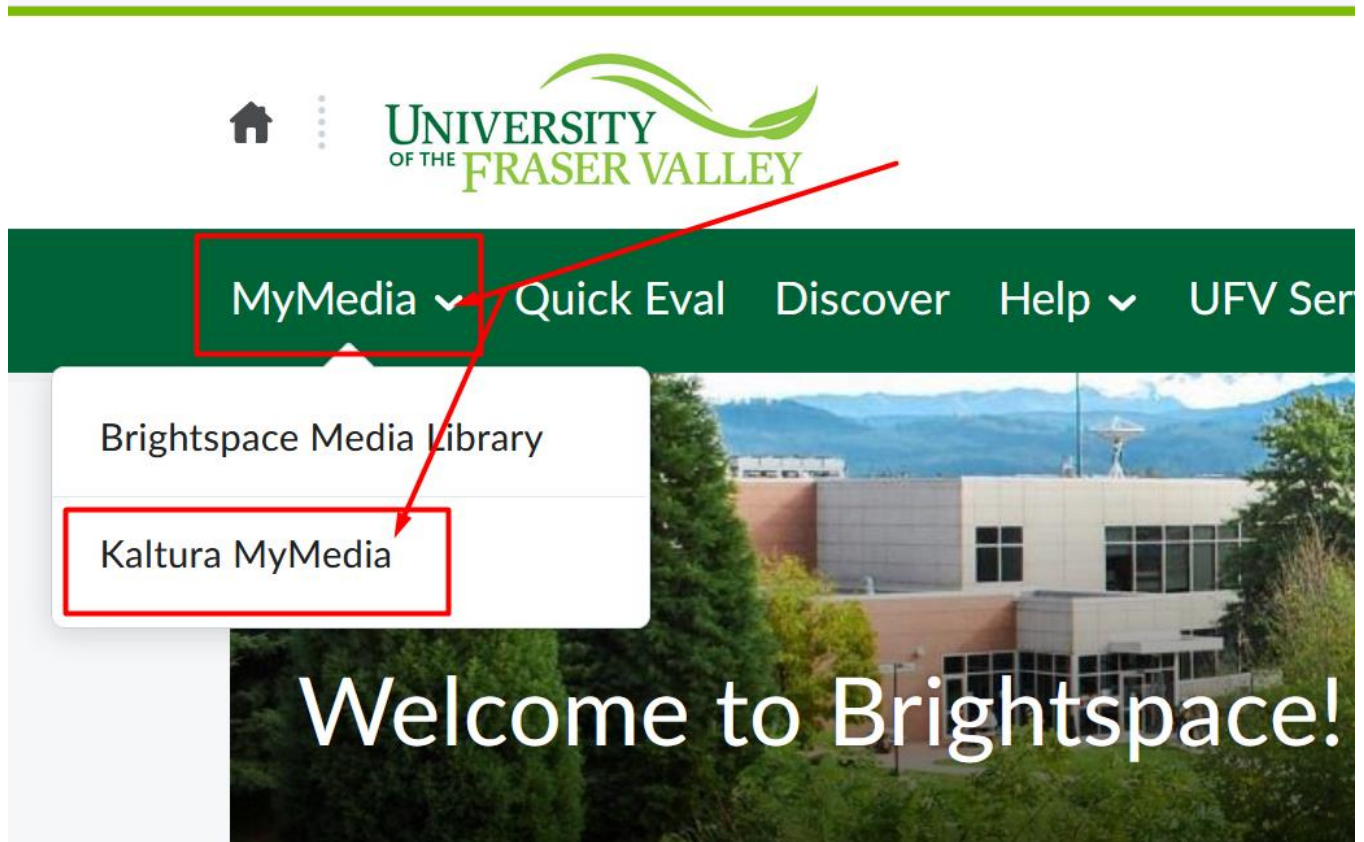 UNIVERSITY
OF THE FRASER VALLEY
MyMedia Quick Eval Discover Help UFV Ser
Brightspace Media Library
Kaltura MyMedia
Welcome to Brightspace!